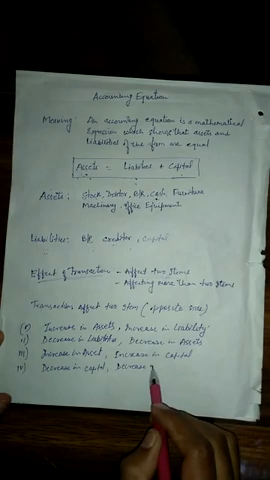 Accounting Equation
Meaning: An accounting equation is a mathematical
Expression which shows that assets and
Liabilities of the firm are equal
Assets = Liabilities + Capital
Assets: Stock, Debtor, B/R, Cash Furniture
Machinery, Office Equipment
Liabilities: B/P, creditor, Capital
Effect of Transaction - Affect two Items
- Affecting more than two Items
Transaction Affect two Item (opposite side)
(i) Increase in Assets, Increase in Liability
ii) Decrease in Liability, Decrease in Assets
iii) Increase in Asset, Increase in Capital
iv) Decrease in capital, Decrease